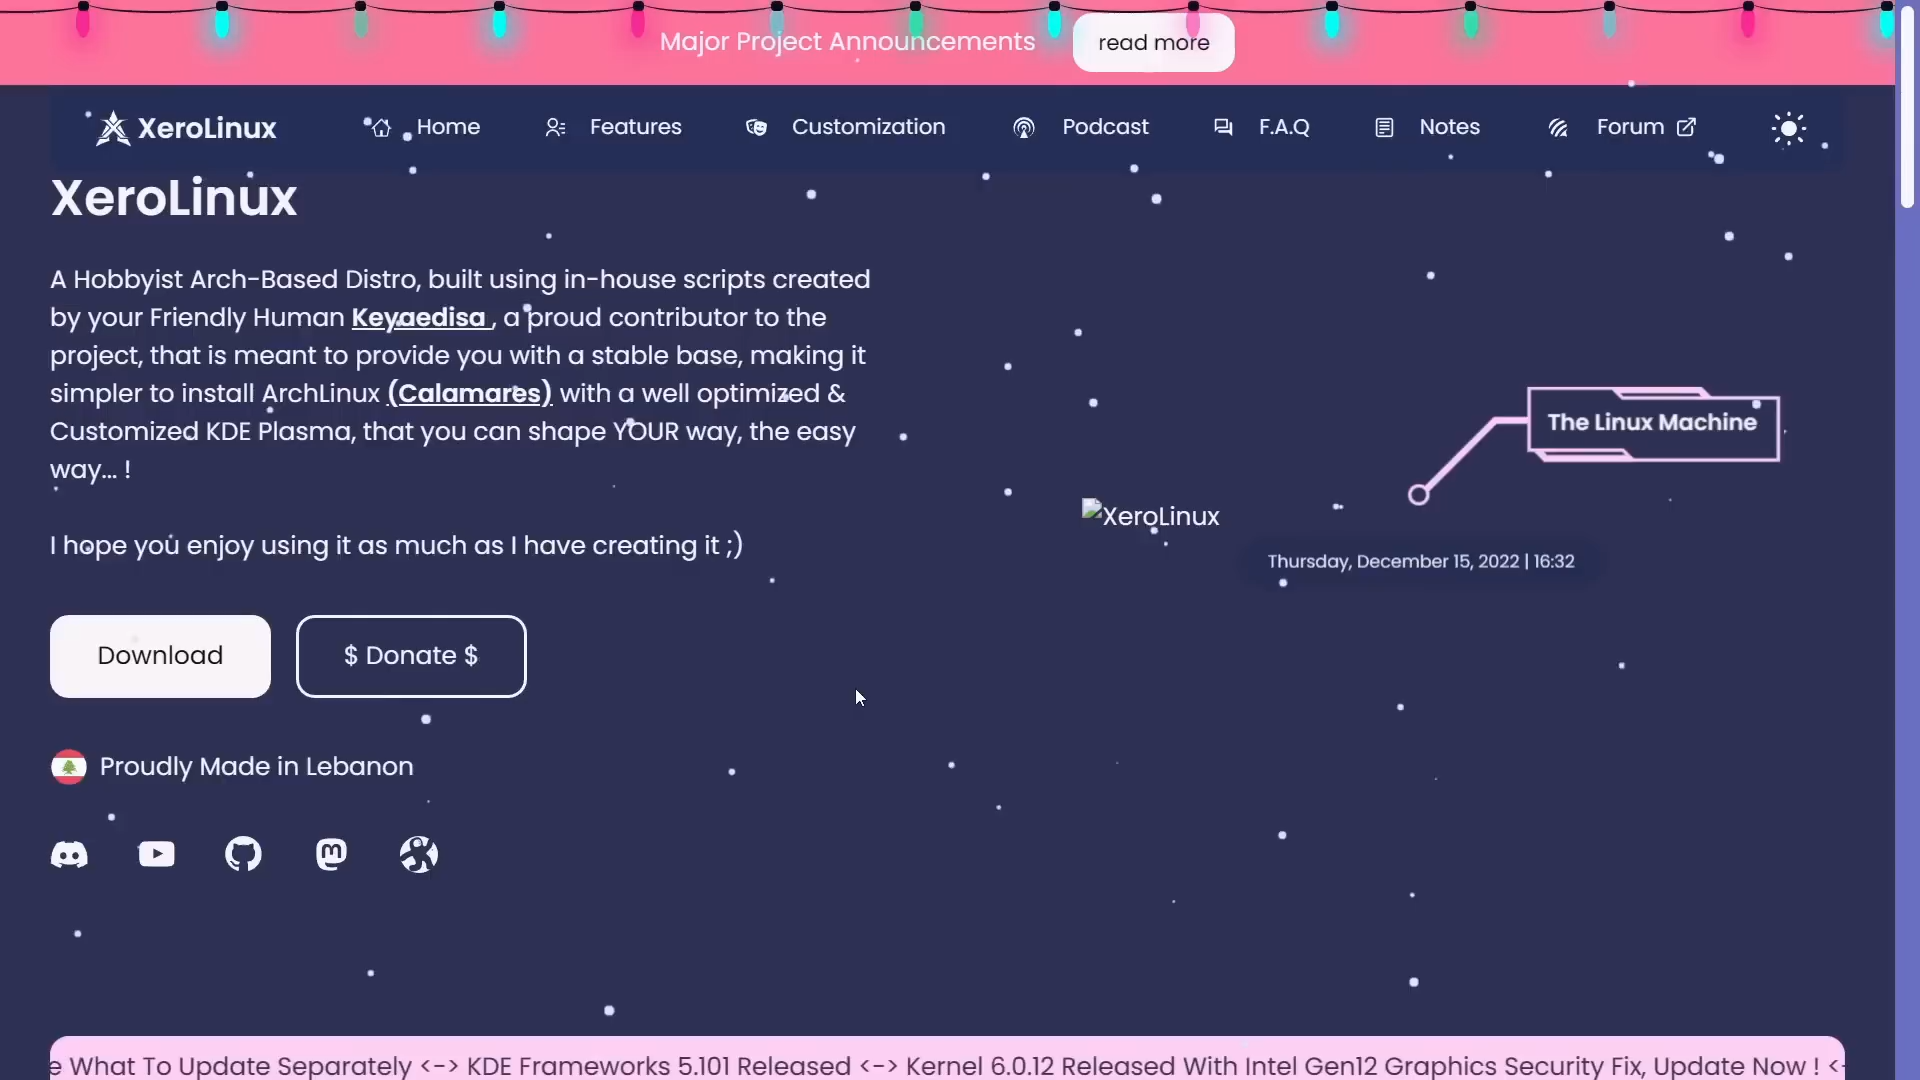 Major Project Announcements
read more
XeroLinux
Home
Features
Customization
Podcast
F.A.Q
Notes
Forum
XeroLinux
A Hobbyist Arch-Based Distro, built using in-house scripts created
by your Friendly Human Keyaedisa , a proud contributor to the
project, that is meant to provide you with a stable base, making it
simpler to install ArchLinux (Calamares) with a well optimized &
Customized KDE Plasma, that you can shape YOUR way, the easy
way... !
I hope you enjoy using it as much as I have creating it ;)
The Linux Machine
XeroLinux
Thursday, December 15, 2022 | 16:32
Download
$ Donate $
Proudly Made in Lebanon
e What To Update Separately <-> KDE Frameworks 5.101 Released <-> Kernel 6.0.12 Released With Intel Gen12 Graphics Security Fix, Update Now ! <-